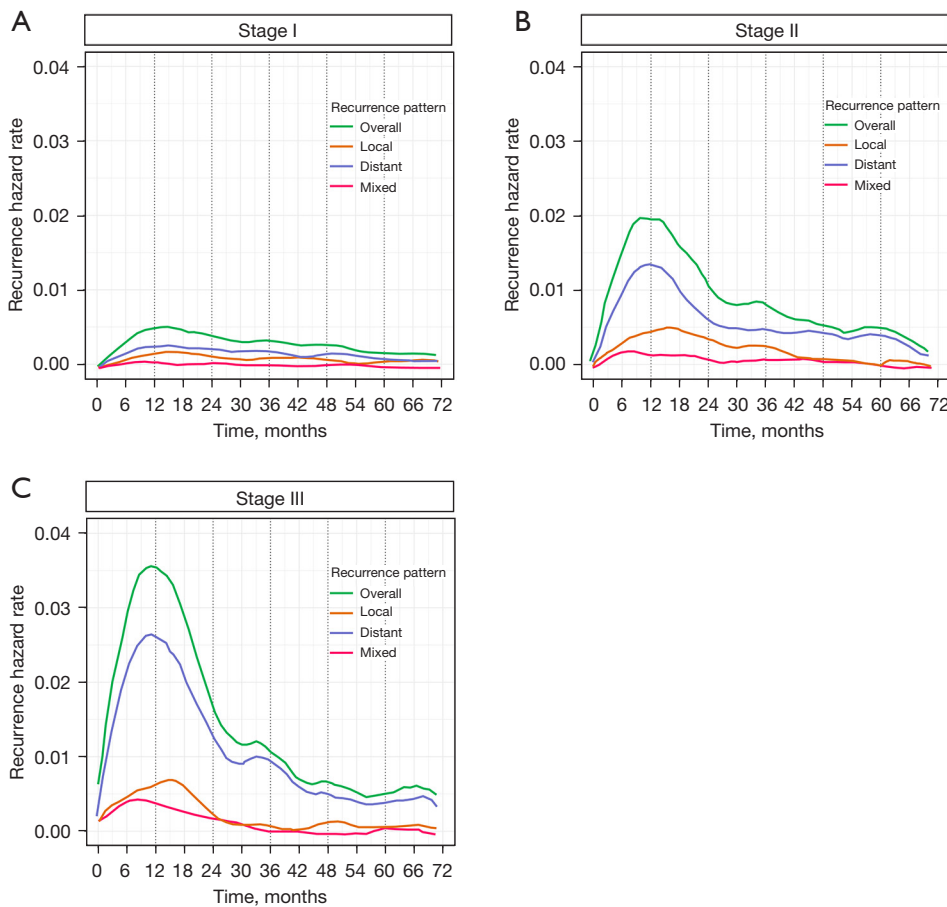 A
Stage I
Recurrence hazard rate
0.04
0.03
0.02
0.01
0.00
Recurrence pattern
Overall
Local
Distant
Mixed
0 6 12 18 24 30 36 42 48 54 60 66 72
Time, months
B
Stage II
Recurrence hazard rate
0.04
0.03
0.02
0.01
0.00
Recurrence pattern
Overall
Local
Distant
Mixed
0 6 12 18 24 30 36 42 48 54 60 66 72
Time, months
C
Stage III
Recurrence hazard rate
0.04
0.03
0.02
0.01
0.00
Recurrence pattern
Overall
Local
Distant
Mixed
0 6 12 18 24 30 36 42 48 54 60 66 72
Time, months